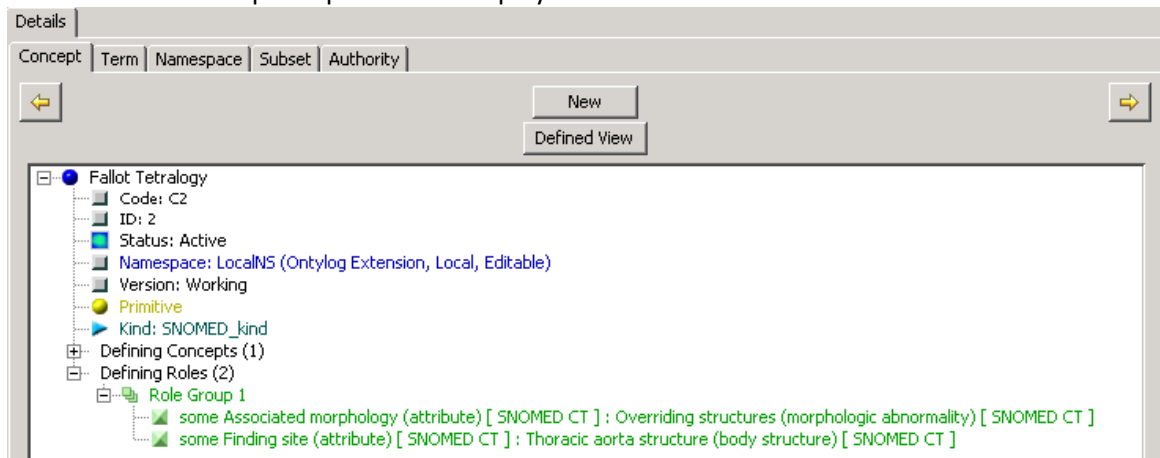 Details
Concept Term Namespace Subset Authority
New
Defined View
Fallot Tetralogy
Code: C2
ID: 2
Status: Active
Namespace: LocalNS (Ontylog Extension, Local, Editable)
Version: Working
Primitive
Kind: SNOMED_kind
Defining Concepts (1)
Defining Roles (2)
Role Group 1
some Associated morphology (attribute) [ SNOMED CT ] : Overriding structures (morphologic abnormality) [ SNOMED CT ]
some Finding site (attribute) [ SNOMED CT ] : Thoracic aorta structure (body structure) [ SNOMED CT ]